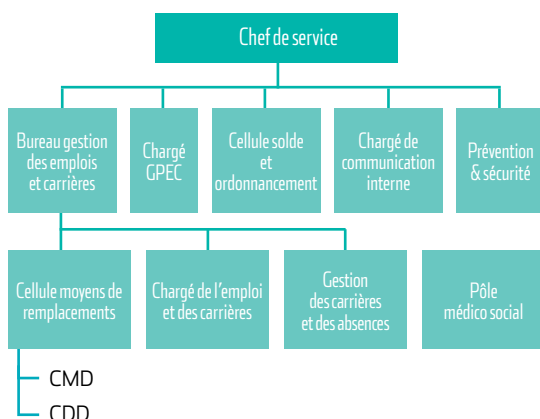 Chef de service
Bureau gestion
des emplois
et carrières
Chargé
GPEC
Cellule solde
et
ordonnancement
Chargé de
communication
interne
Prévention
& sécurité
Cellule moyens de
remplacements
Chargé de l'emploi
et des carrières
Gestion
des carrières
et des absences
Pôle
médico social
CMD
CDD